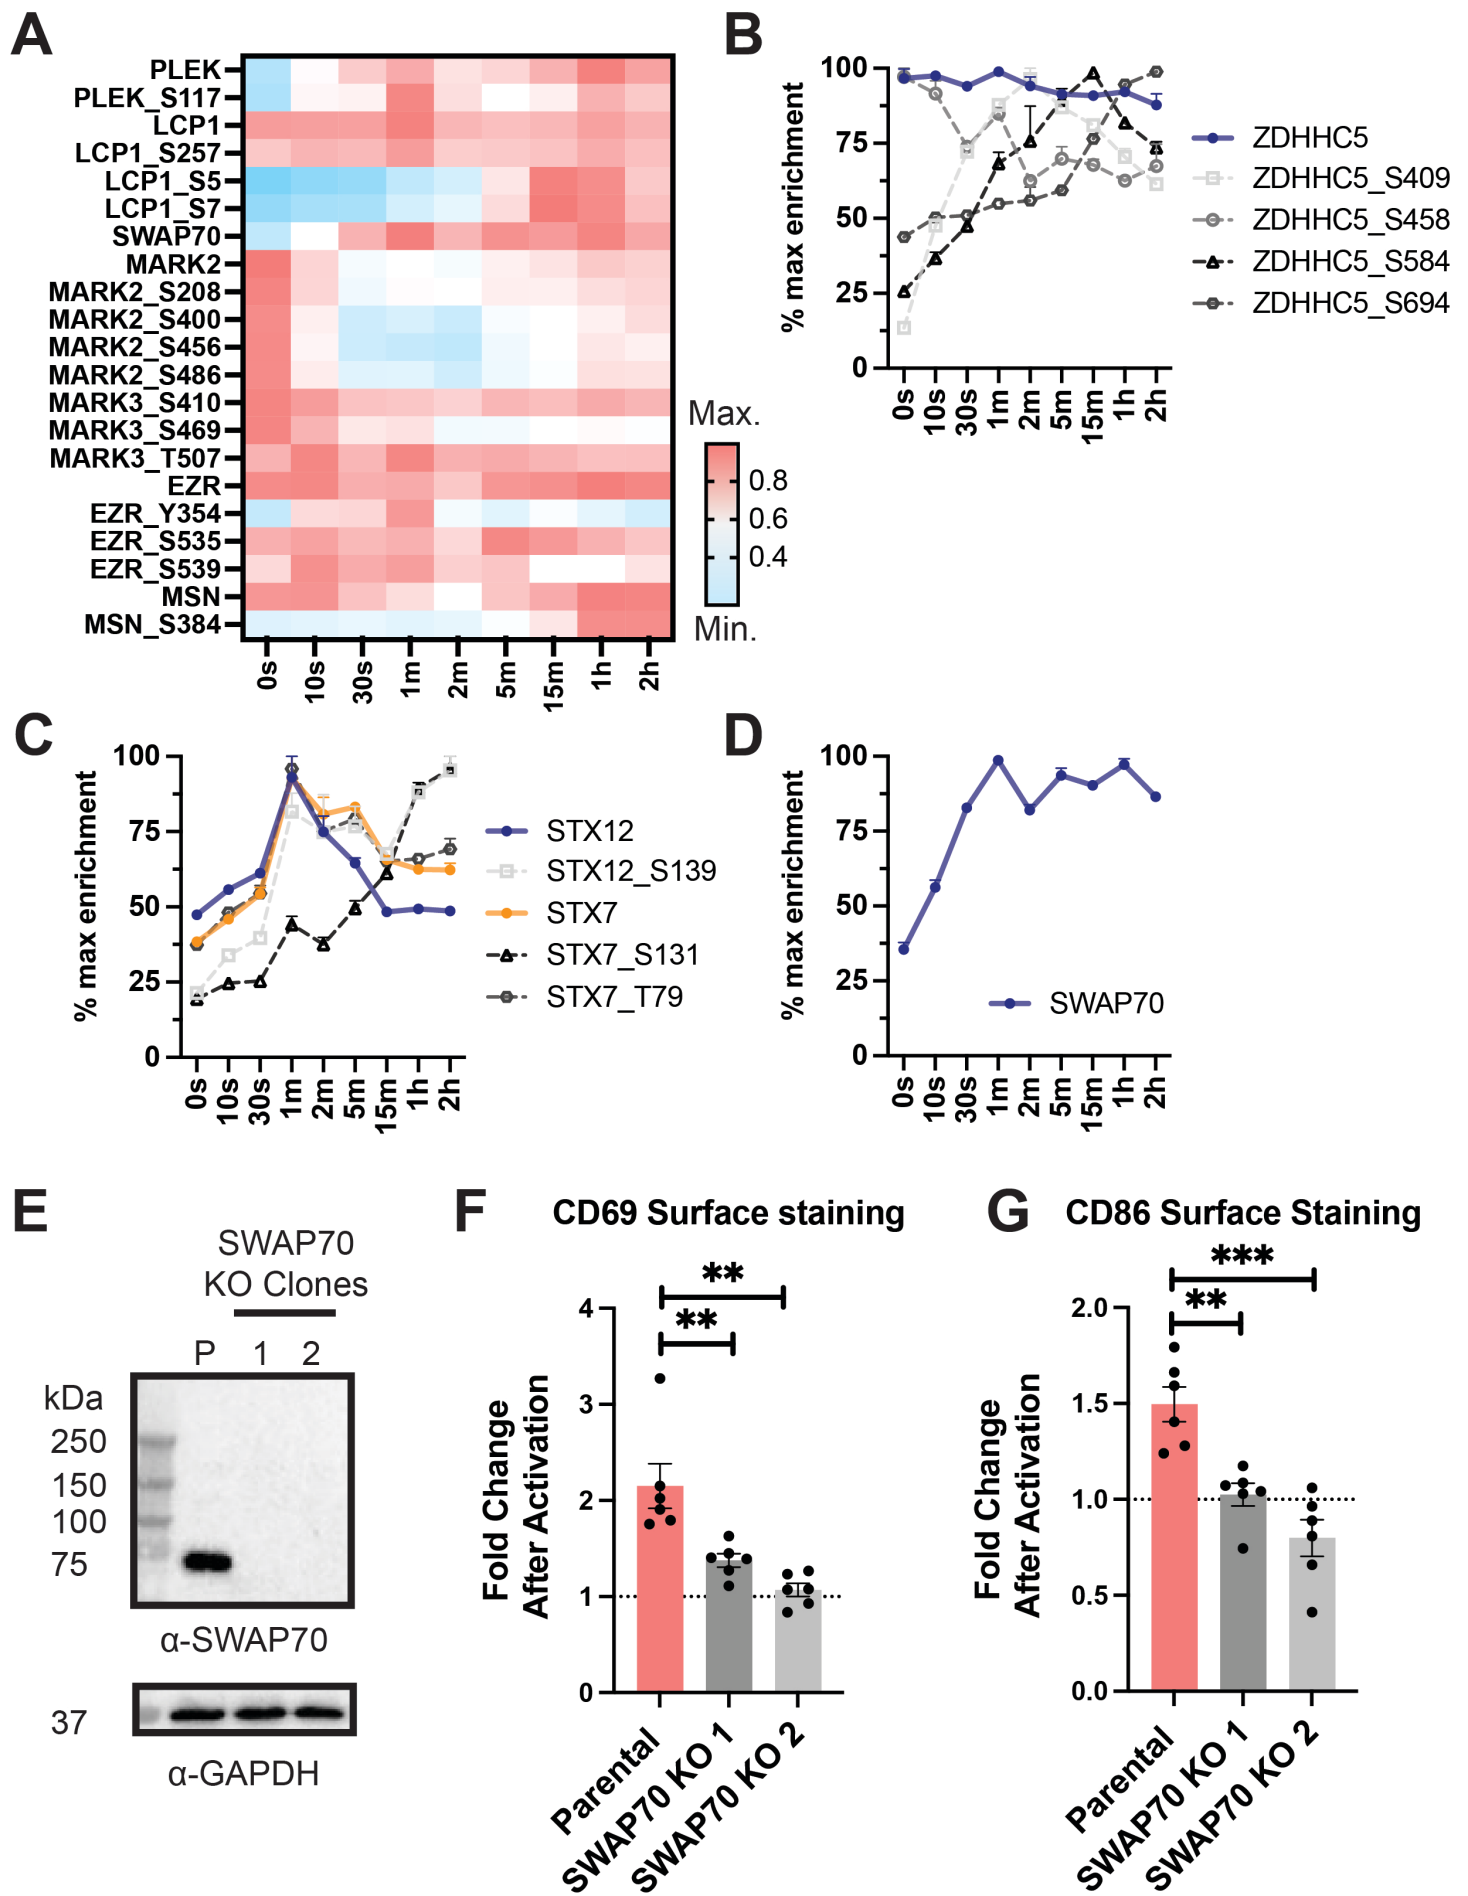 A
PLEK
PLEK_S117
LCP1
LCP1_S257
LCP1_S5
LCP1_S7
SWAP70
MARK2
MARK2_S208
MARK2_S400
MARK2_S456
MARK2_S486
MARK3_S410
MARK3_S469
MARK3_T507
EZR
EZR_Y354
EZR_S535
EZR_S539
MSN
MSN_S384
0s 10s 30s 1m 2m 5m 15m 1h 2h
Max.
0.8
0.6
0.4
Min.
B
% max enrichment
100
75
50
25
0
0s 10s 30s 1m 2m 5m 15m 1h 2h
ZDHHC5
ZDHHC5_S409
ZDHHC5_S458
ZDHHC5_S584
ZDHHC5_S694
C
% max enrichment
100
75
50
25
0
0s 10s 30s 1m 2m 5m 15m 1h 2h
STX12
STX12_S139
STX7
STX7_S131
STX7_T79
D
% max enrichment
100
75
50
25
0
0s 10s 30s 1m 2m 5m 15m 1h 2h
SWAP70
E
SWAP70
KO Clones
P 1 2
kDa
250
150
100
75
α-SWAP70
37
α-GAPDH
F
CD69 Surface staining
** 
**
Fold Change
After Activation
4
3
2
1
0
Parental
SWAP70 KO 1
SWAP70 KO 2
G
CD86 Surface Staining
***
**
Fold Change
After Activation
2.0
1.5
1.0
0.5
0.0
Parental
SWAP70 KO 1
SWAP70 KO 2